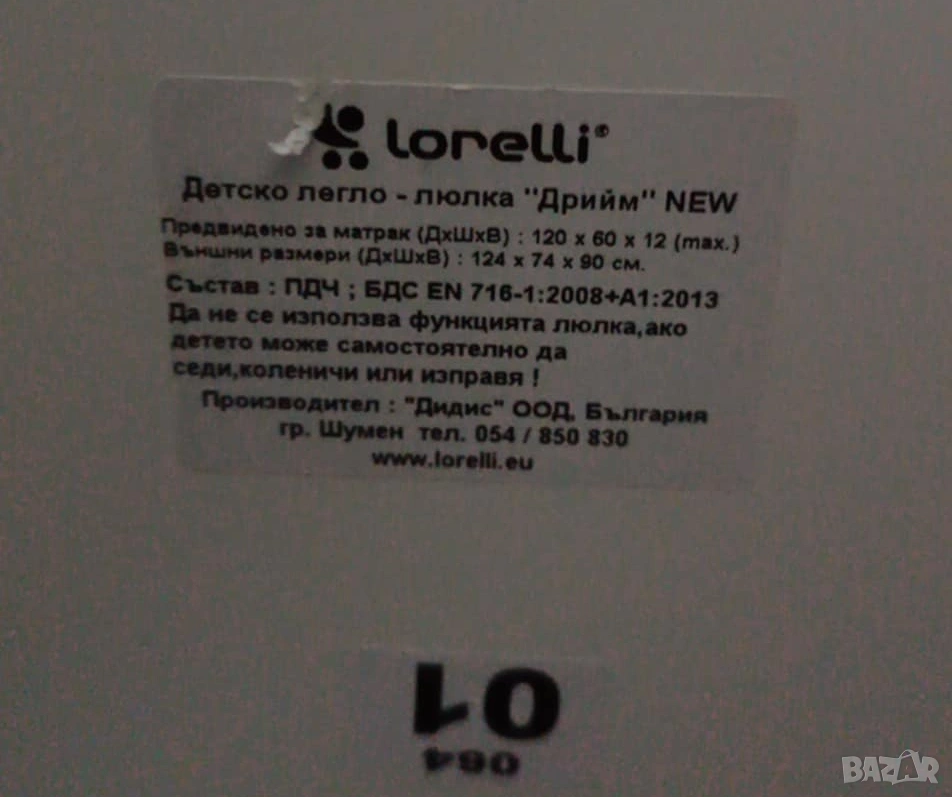 lorelli®
Детско легло - люлка "Дрийм" NEW
Предвидено за матрак (ДхШхВ) : 120 x 60 x 12 (max.)
Външни размери (ДхШхВ) : 124 x 74 x 90 см.
Състав : ПДЧ ; БДС EN 716-1:2008+A1:2013
Да не се използва функцията люлка,ако
детето може самостоятелно да
седи,коленичи или изправя !
Производител : "Дидис" ООД, България
гр. Шумен тел. 054 / 850 830
www.lorelli.eu
01
064
BAZAR